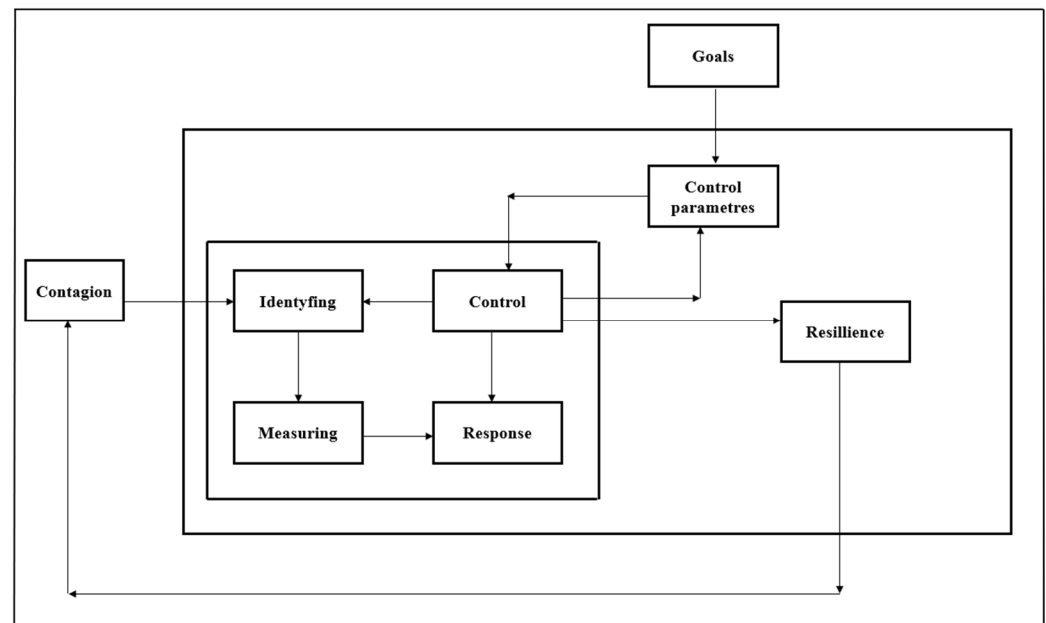 Goals
Control
parametres
Contagion
Identyfing
Control
Resillience
Measuring
Response